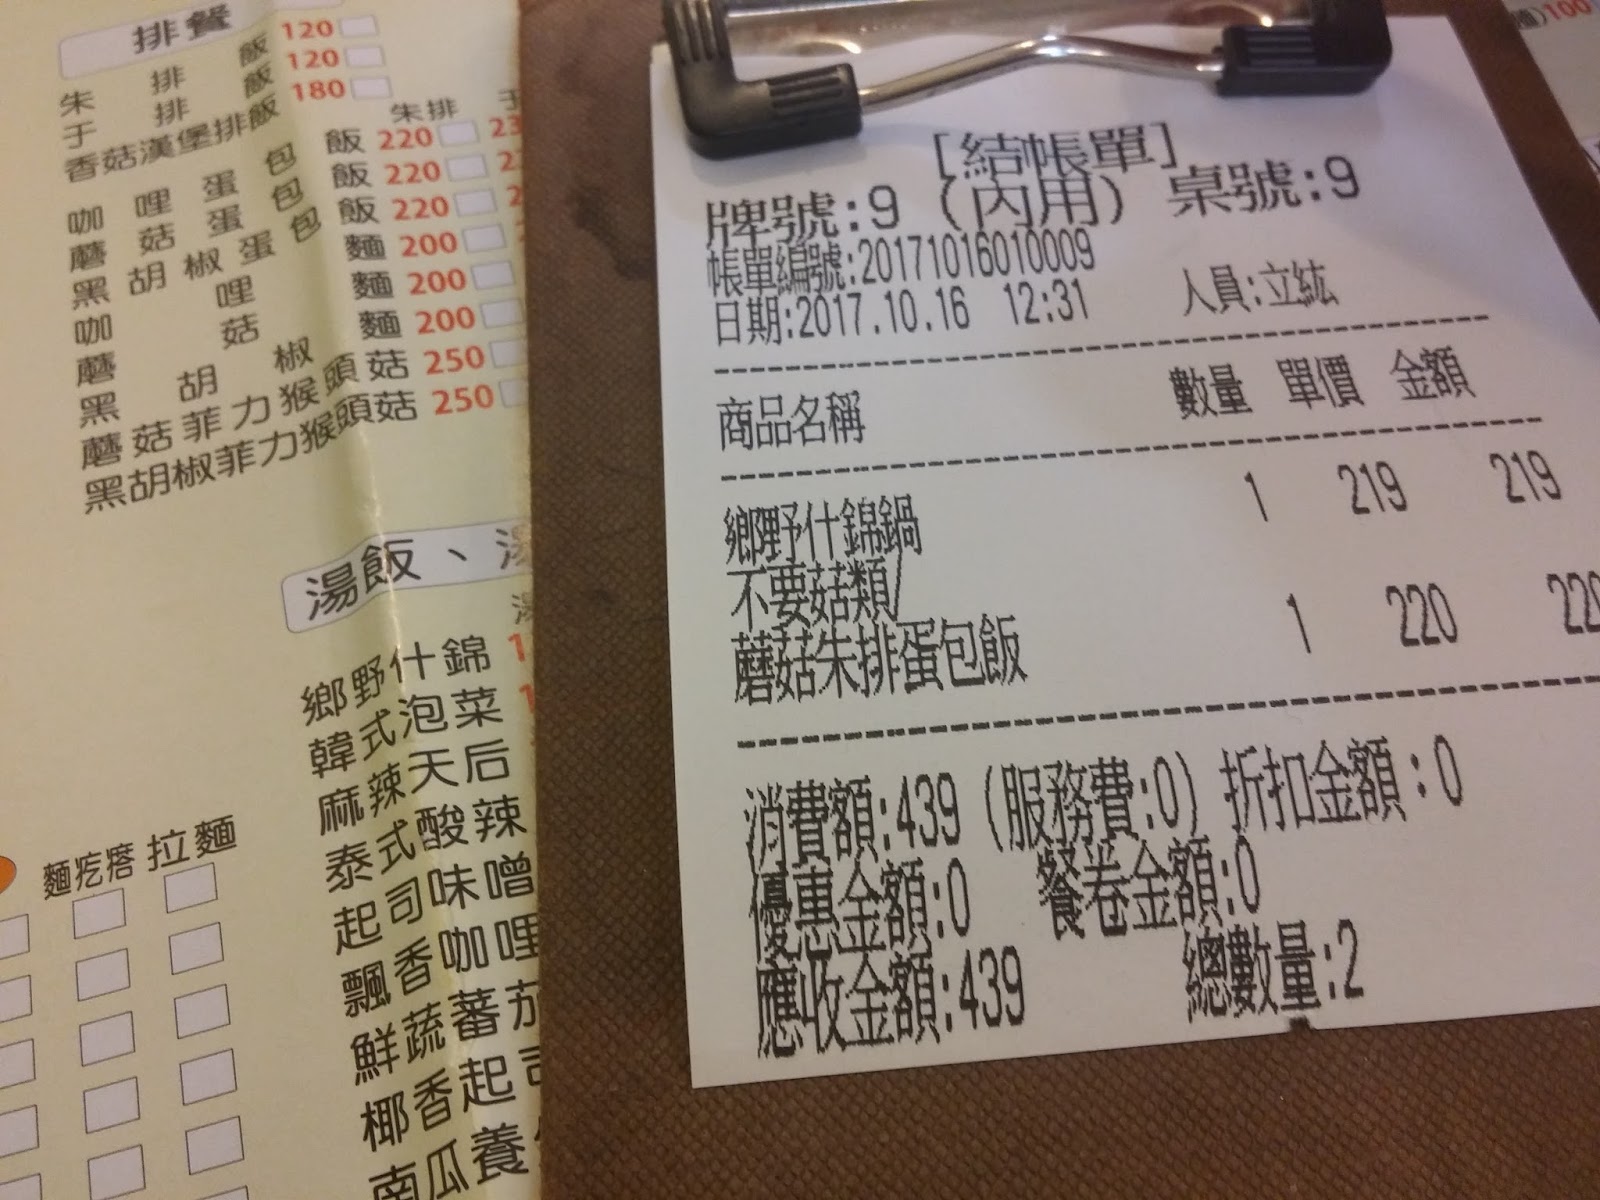 排餐
朱排飯 120
于排飯 120
香菇漢堡排飯 180
朱排 于
咖哩蛋包飯 220
蘑菇蛋包飯 220
黑胡椒蛋包飯 220
咖哩麵 200
蘑菇麵 200
黑胡椒麵 200
蘑菇菲力猴頭菇 250
黑胡椒菲力猴頭菇 250
湯飯、
鄉野什錦
韓式泡菜
麻辣天后
泰式酸辣
起司味噌
飄香咖哩
鮮蔬蕃茄
椰香起司
南瓜養
麵疙瘩 拉麵
100
[結帳單]
牌號:9 (內用) 桌號:9
帳單編號:20171016010009
日期:2017.10.16 12:31 人員:立紘
商品名稱 數量 單價 金額
鄉野什錦鍋 1 219 219
不要菇類/
蘑菇朱排蛋包飯 1 220 220
消費額:439 (服務費:0) 折扣金額:0
優惠金額:0 餐卷金額:0
應收金額:439 總數量:2